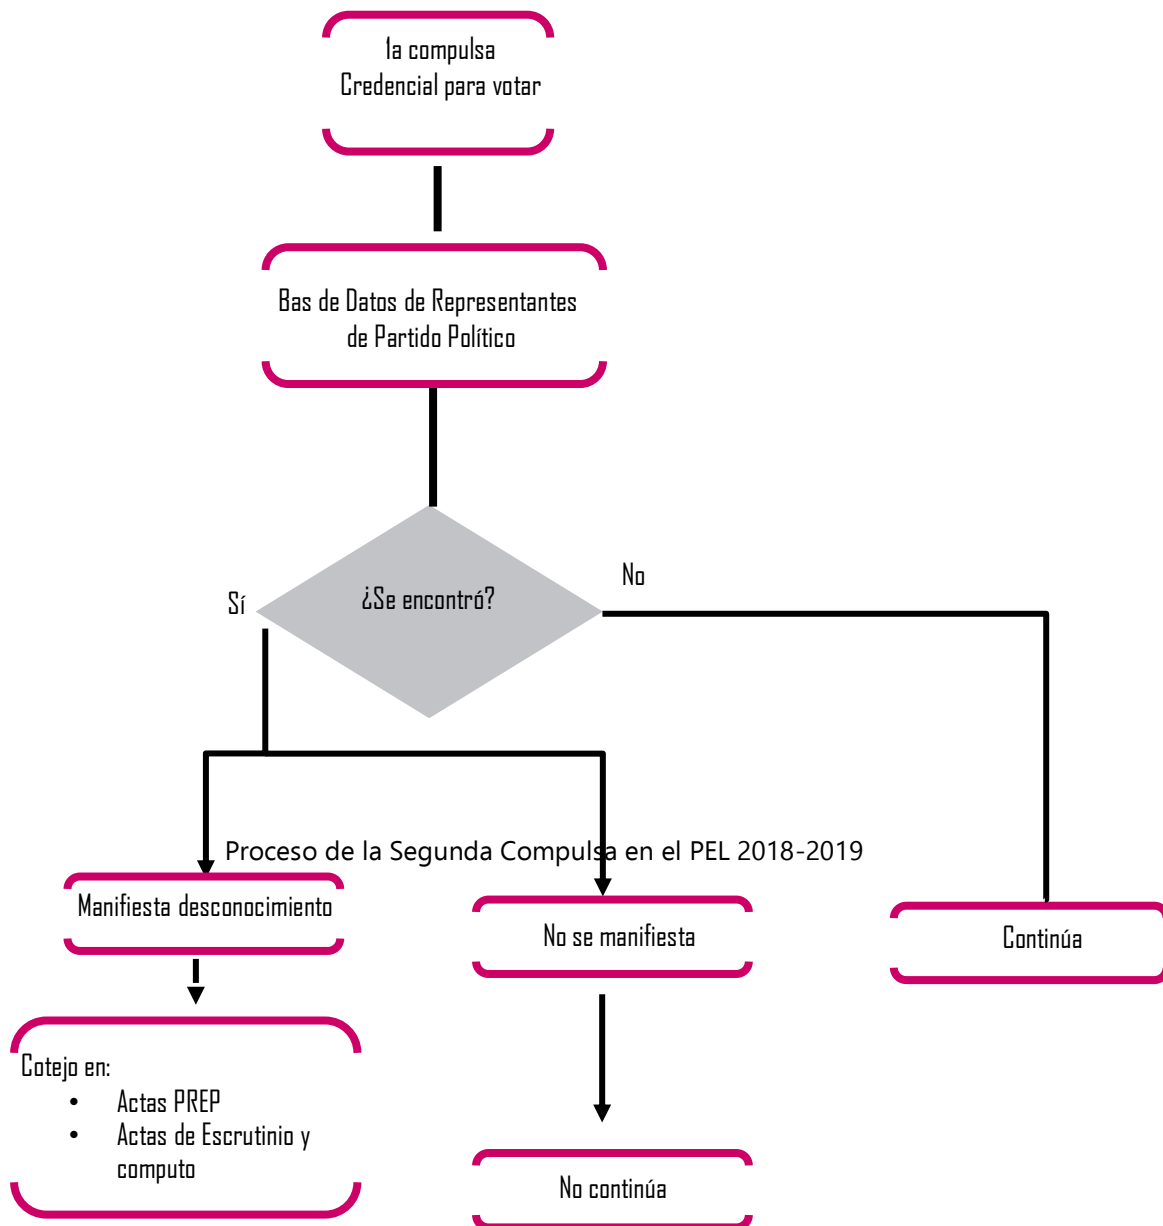 1a compulsa
Credencial para votar
Bas de Datos de Representantes
de Partido Político
¿Se encontró?
Sí
No
Proceso de la Segunda Compulsa en el PEL 2018-2019
Manifiesta desconocimiento
No se manifiesta
Continúa
Cotejo en:
• Actas PREP
• Actas de Escrutinio y
computo
No continúa